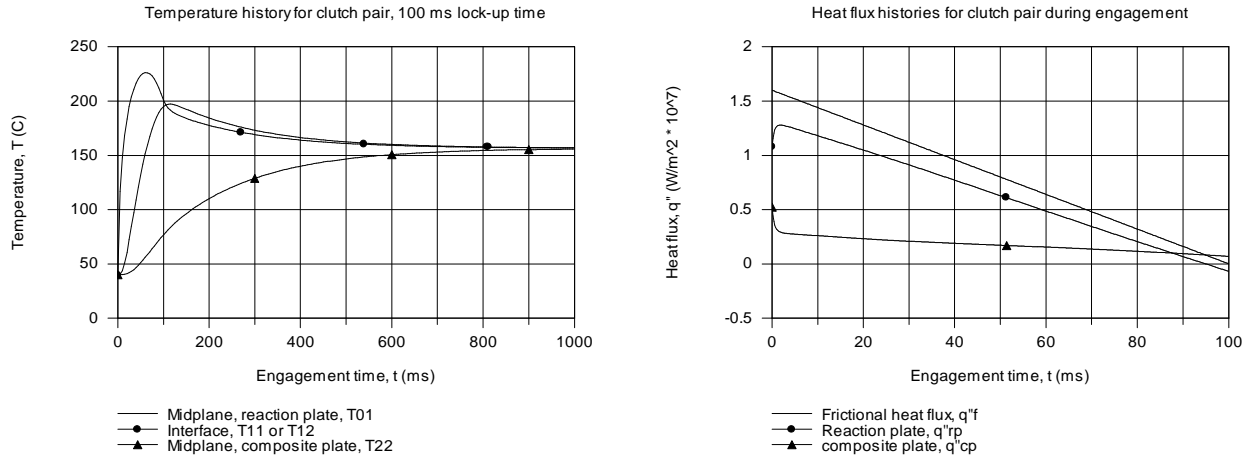 Temperature history for clutch pair, 100 ms lock-up time
250
200
150
100
50
0
Temperature, T (C)
0
200
400
600
800
1000
Engagement time, t (ms)
Midplane, reaction plate, T01
Interface, T11 or T12
Midplane, composite plate, T22
Heat flux histories for clutch pair during engagement
2
1.5
1
0.5
0
-0.5
Heat flux, q" (W/m^2 * 10^7)
0
20
40
60
80
100
Engagement time, t (ms)
Frictional heat flux, q"f
Reaction plate, q"rp
composite plate, q"cp